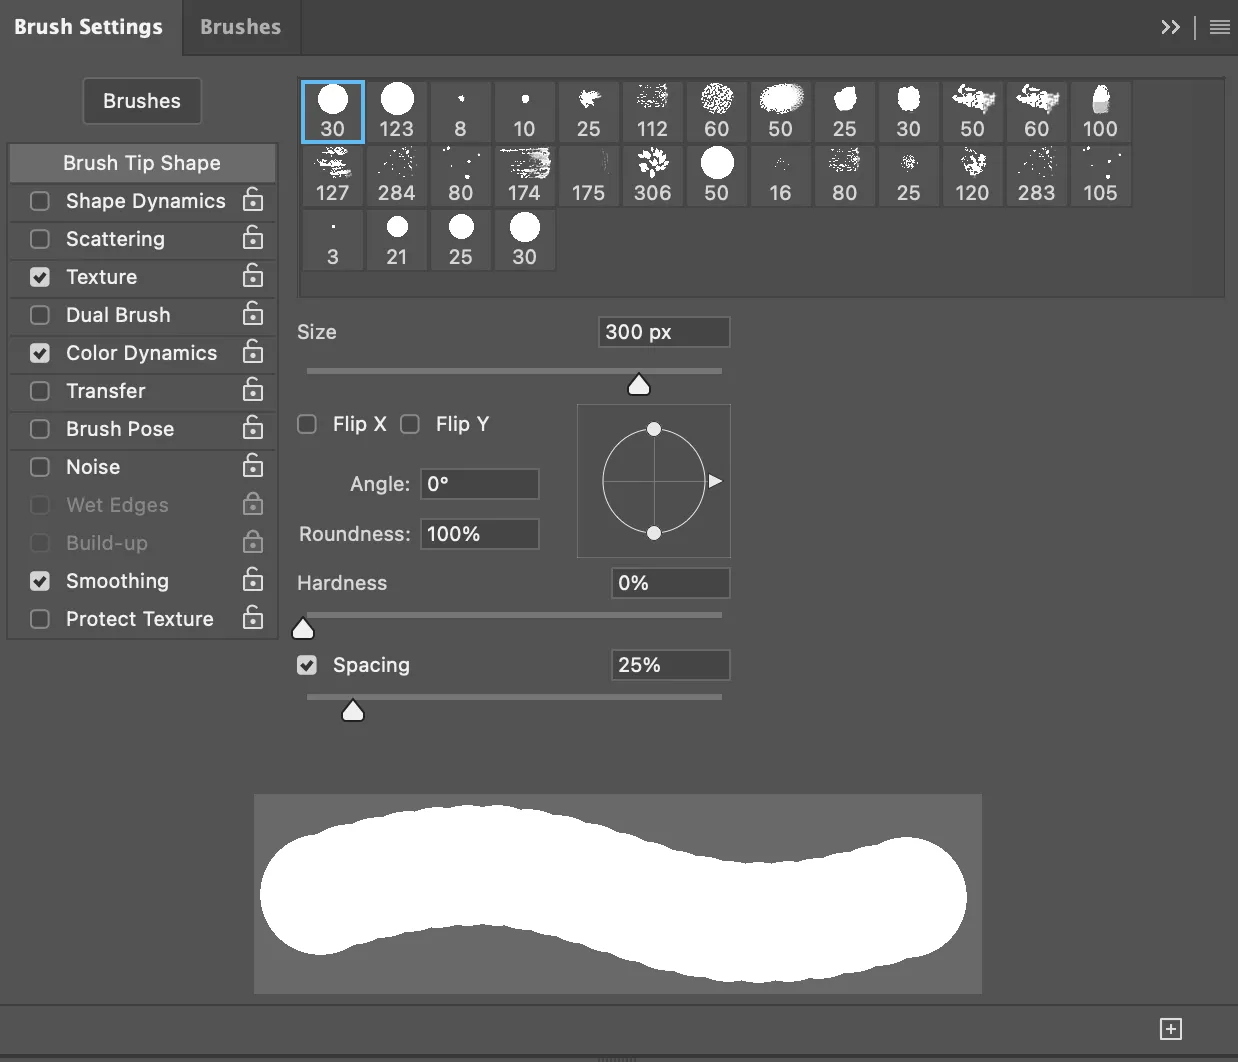 Brush Settings Brushes
Brushes
30 123 8 10 25 112 60 50 25 30 50 60 100
127 284 80 174 175 306 50 16 80 25 120 283 105
3 21 25 30
Brush Tip Shape
Shape Dynamics
Scattering
Texture
Dual Brush
Color Dynamics
Transfer
Brush Pose
Noise
Wet Edges
Build-up
Smoothing
Protect Texture
Size 300 px
Flip X Flip Y
Angle: 0°
Roundness: 100%
Hardness 0%
Spacing 25%